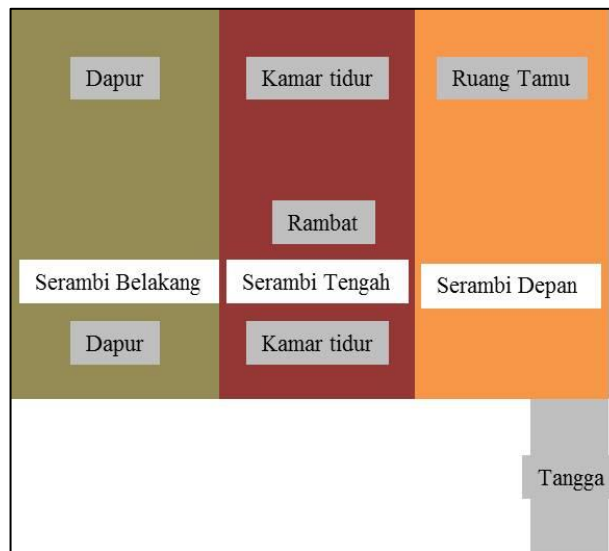 Dapur
Kamar tidur
Ruang Tamu
Rambat
Serambi Belakang
Serambi Tengah
Serambi Depan
Dapur
Kamar tidur
Tangga